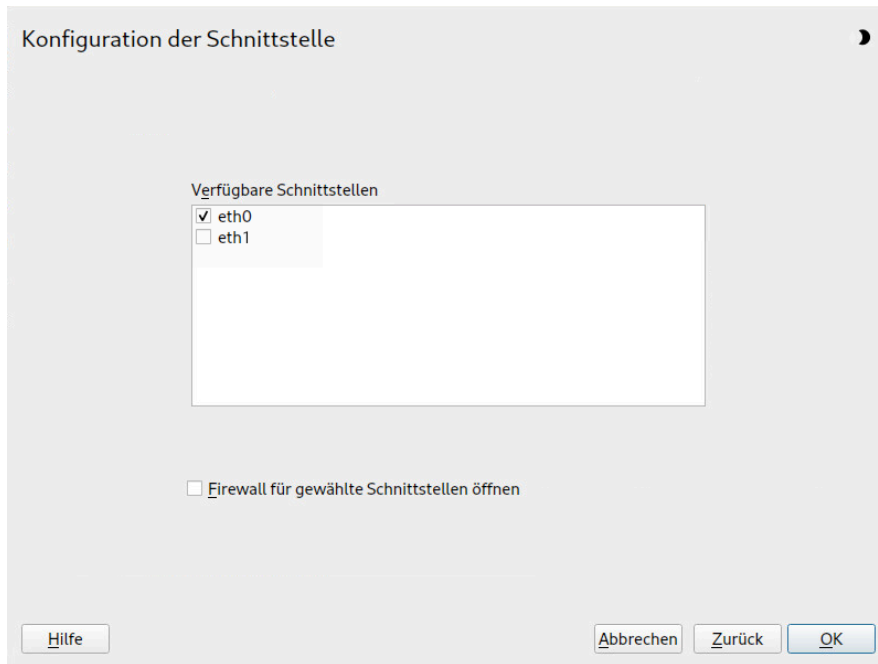 Konfiguration der Schnittstelle
Verfügbare Schnittstellen
eth0
eth1
Firewall für gewählte Schnittstellen öffnen
Hilfe
Abbrechen
Zurück
OK